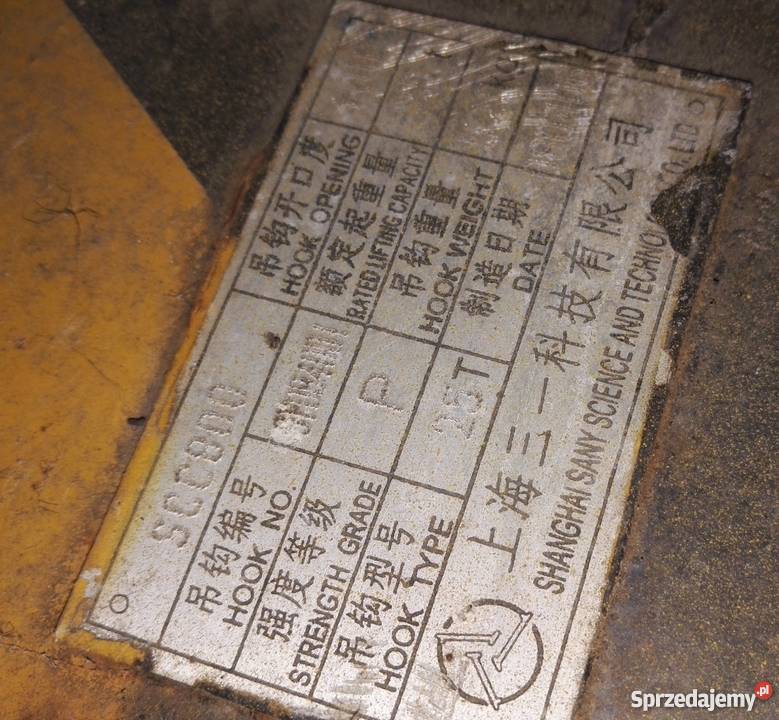 SCC800
吊钩编号
HOOK NO.
吊钩开口度
HOOK OPENING
强度等级
STRENGTH GRADE
P
额定起重量
RATED LIFTING CAPACITY
吊钩型号
HOOK TYPE
25T
吊钩重量
HOOK WEIGHT
KG
制造日期
DATE
上海三一科技有限公司
SHANGHAI SANY SCIENCE AND CO.,LTD
Sprzedajemy.pl